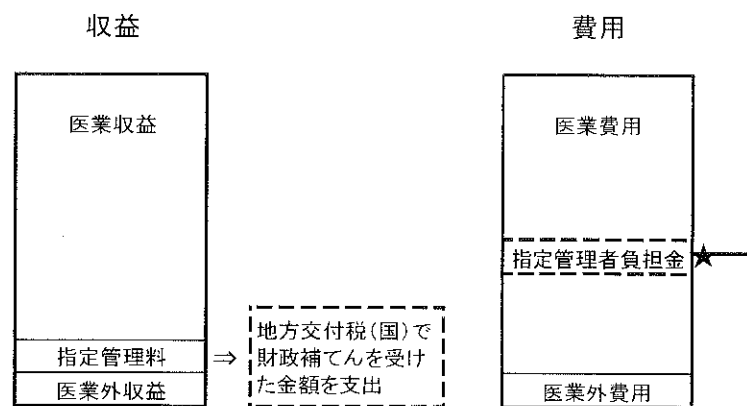 収益
費用
医業収益
医業費用
指定管理者負担金★
指定管理料
⇒
地方交付税(国)で
財政補てんを受け
た金額を支出
医業外収益
医業外費用